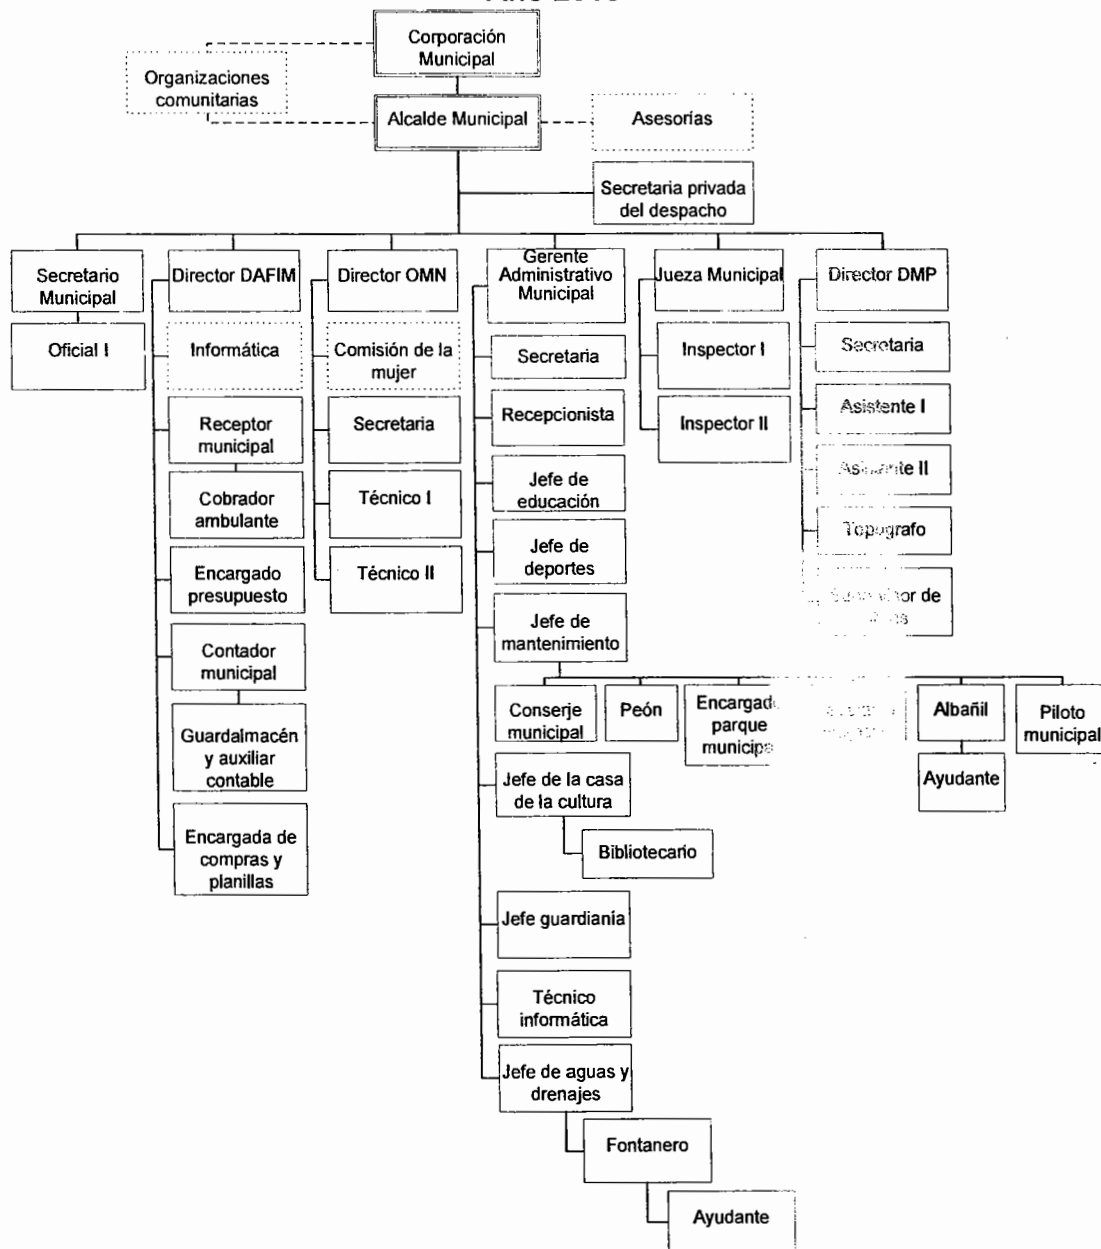 Corporación
Municipal
Organizaciones
comunitarias
Alcalde Municipal
Asesorías
Secretaria privada
del despacho
Secretario
Municipal
Oficial I
Director DAFIM
Informática
Receptor
municipal
Cobrador
ambulante
Encargado
presupuesto
Contador
municipal
Guardalmacén
y auxiliar
contable
Encargada de
compras y
planillas
Director OMN
Comisión de la
mujer
Secretaria
Técnico I
Técnico II
Gerente
Administrativo
Municipal
Secretaria
Recepcionista
Jefe de
educación
Jefe de
deportes
Jefe de
mantenimiento
Conserje
municipal
Peón
Encargado
parque
municipal
Albañil
Ayudante
Piloto
municipal
Jefe de la casa
de la cultura
Bibliotecario
Jefe guardianía
Técnico
informática
Jefe de aguas y
drenajes
Fontanero
Ayudante
Jueza Municipal
Inspector I
Inspector II
Director DMP
Secretaria
Asistente I
Asistente II
Topografo
de